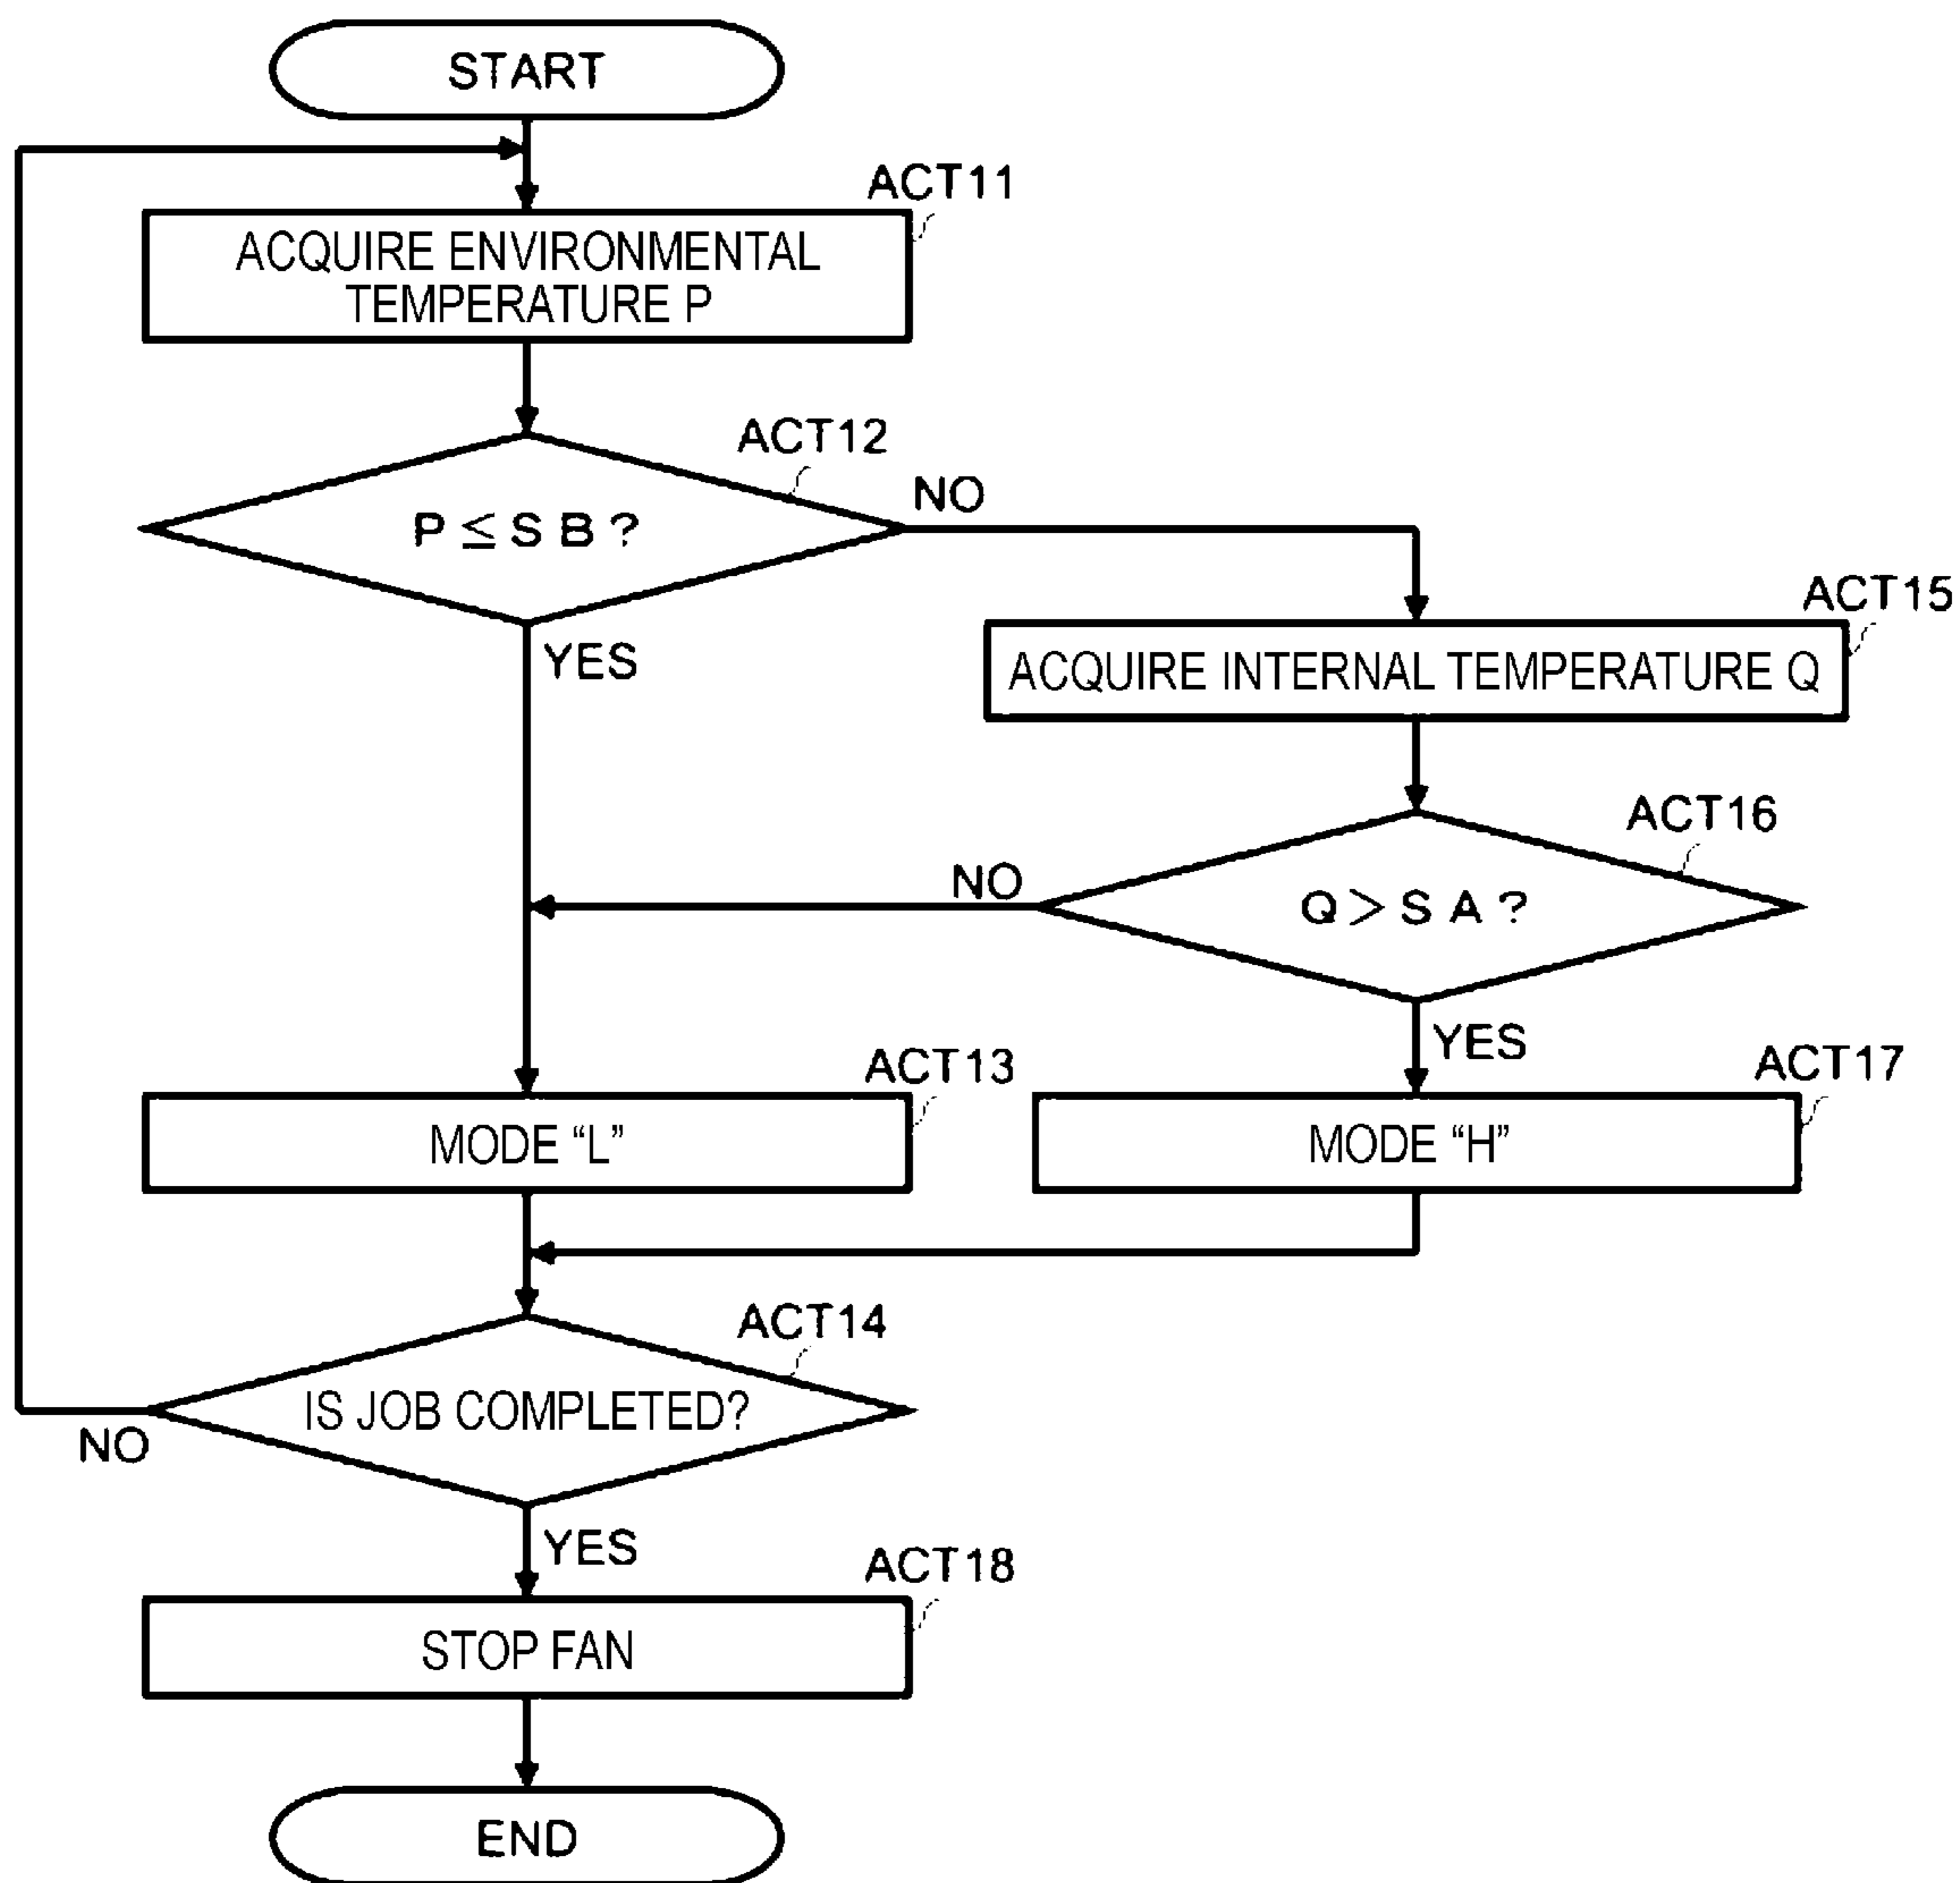 START
ACT11
ACQUIRE ENVIRONMENTAL
TEMPERATURE P
ACT12
P ≤ S B ?
NO
YES
ACT15
ACQUIRE INTERNAL TEMPERATURE Q
ACT16
Q > S A ?
NO
YES
ACT13
MODE “L”
ACT17
MODE “H”
ACT14
IS JOB COMPLETED?
NO
YES
ACT18
STOP FAN
END